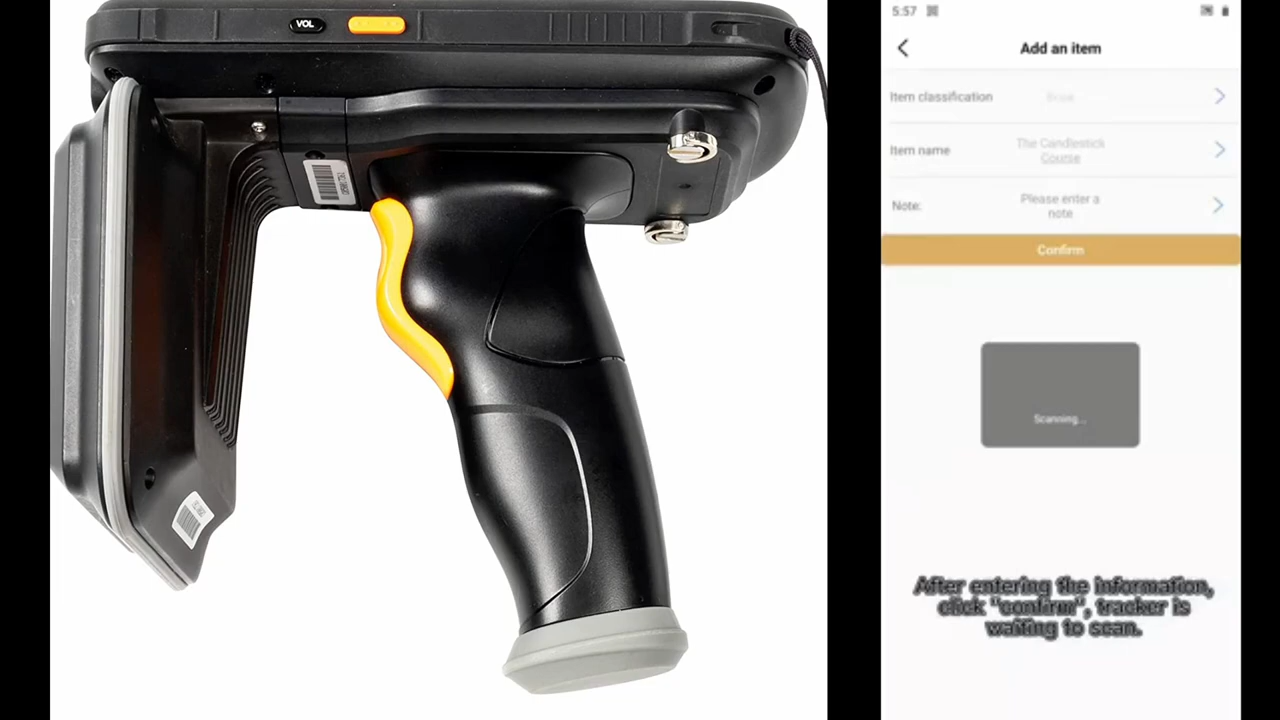 VOL
5:57
Add an item
Item classification
Book
Item name
The Candlestick
Course
Note:
Please enter a
note
Confirm
Scanning...
After entering the information,
click "confirm", tracker is
waiting to scan.